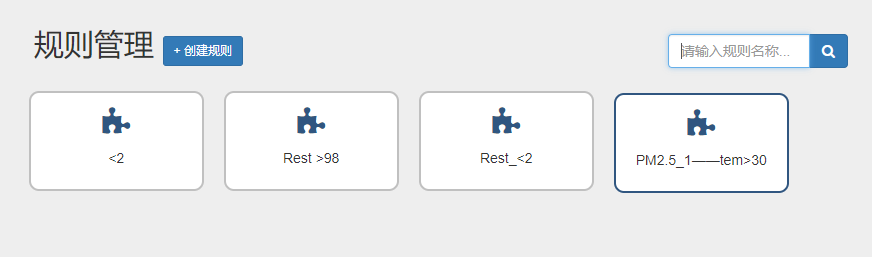 规则管理
+ 创建规则
请输入规则名称...
<2
Rest >98
Rest_<2
PM2.5_1——tem>30